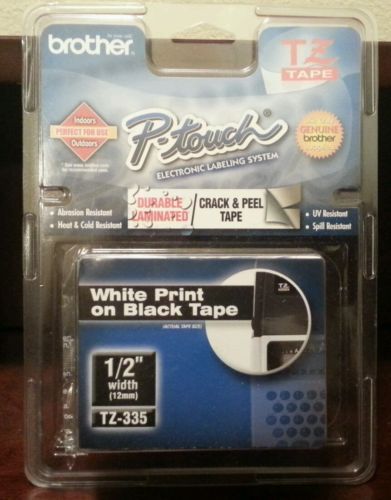 brother®
TZ
TAPE
Indoors
PERFECT FOR USE
Outdoors
P-touch®
ELECTRONIC LABELING SYSTEM
GENUINE
brother
DURABLE
LAMINATED
CRACK & PEEL
TAPE
• Abrasion Resistant
• Heat & Cold Resistant
• UV Resistant
• Spill Resistant
White Print
on Black Tape
(ACTUAL TAPE SIZE)
TZ
1/2"
width
(12mm)
TZ-335